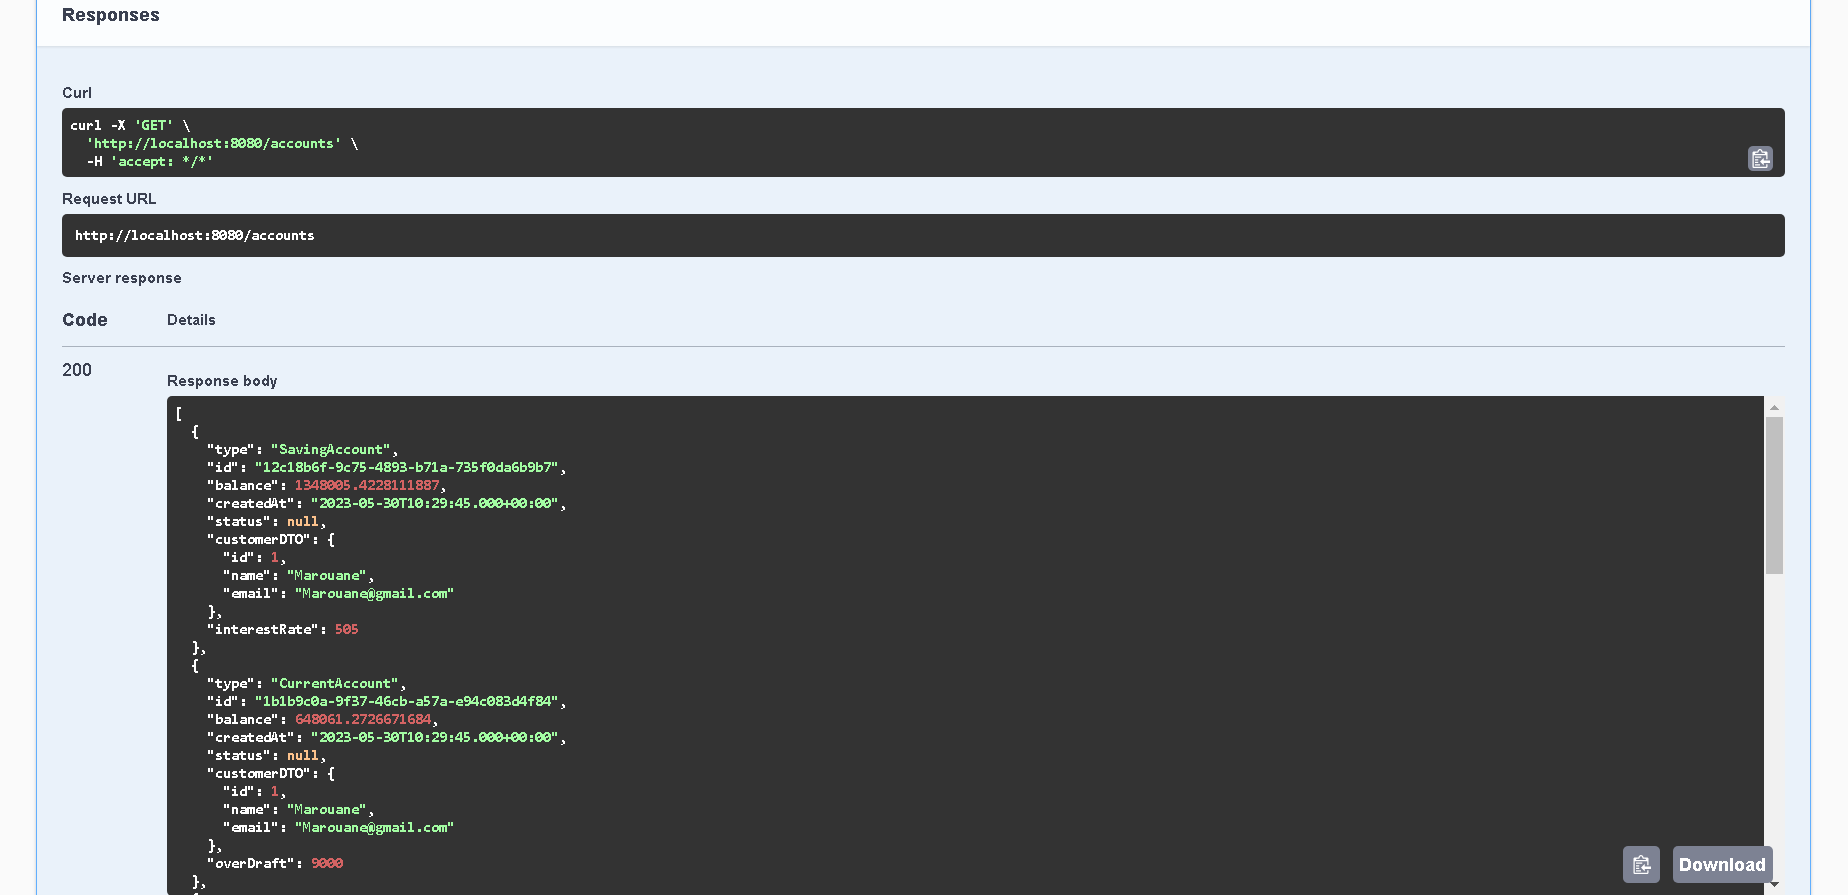 Responses
Curl
curl -X 'GET' \
  'http://localhost:8080/accounts' \
  -H 'accept: */*'
Request URL
http://localhost:8080/accounts
Server response
Code Details
200
Response body
[
  {
    "type": "SavingAccount",
    "id": "12c18b6f-9c75-4893-b71a-735f0da6b9b7",
    "balance": 1348005.4228111887,
    "createdAt": "2023-05-30T10:29:45.000+00:00",
    "status": null,
    "customerDTO": {
      "id": 1,
      "name": "Marouane",
      "email": "Marouane@gmail.com"
    },
    "interestRate": 505
  },
  {
    "type": "CurrentAccount",
    "id": "1b1b9c0a-9f37-46cb-a57a-e94c083d4f84",
    "balance": 648061.2726671684,
    "createdAt": "2023-05-30T10:29:45.000+00:00",
    "status": null,
    "customerDTO": {
      "id": 1,
      "name": "Marouane",
      "email": "Marouane@gmail.com"
    },
    "overDraft": 9000
  },
Download